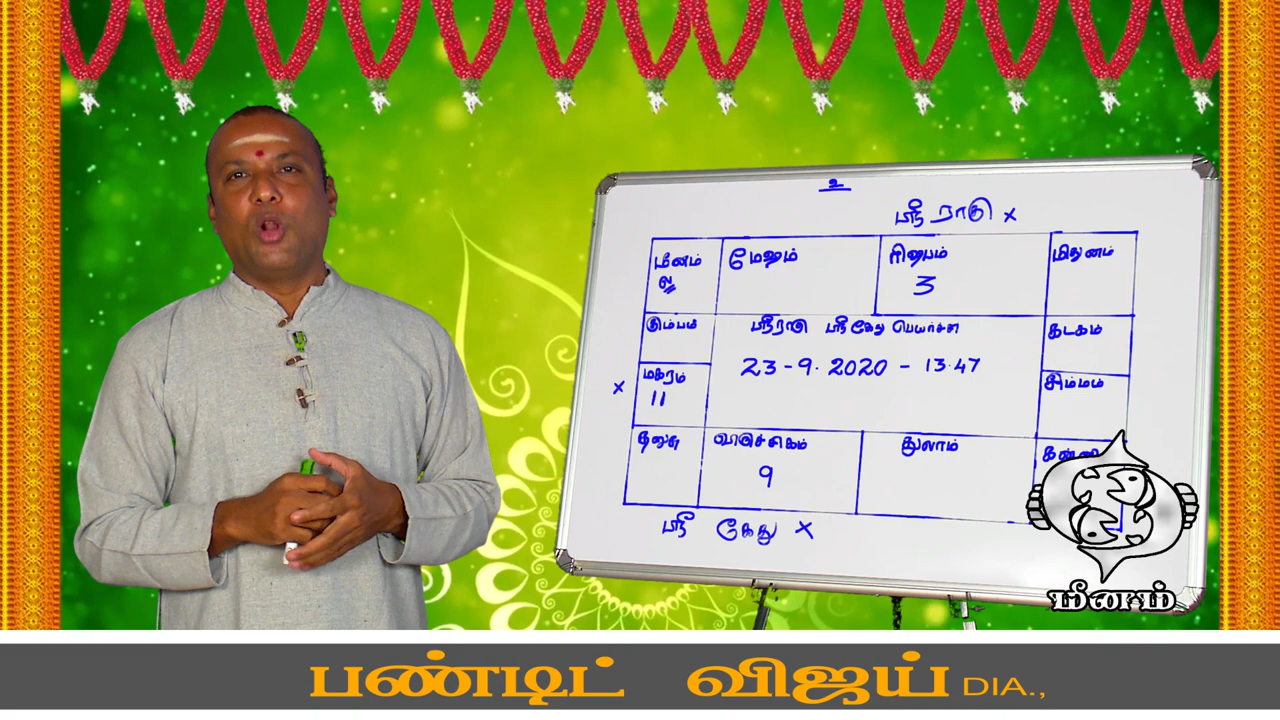 உ
ஸ்ரீ ராகு x
மீனம் மேஷம் ரிஷபம் மிதுனம்
ல// 3
கும்பம் ஸ்ரீ ராகு ஸ்ரீ கேது பெயர்ச்சி கடகம்
23-9.2020 - 13.47
x மகரம் சிம்மம்
11
தனுசு விருச்சிகம் துலாம் கன்னி
9
ஸ்ரீ கேது x
மீனம்
பண்டிட் விஜய் DIA.,